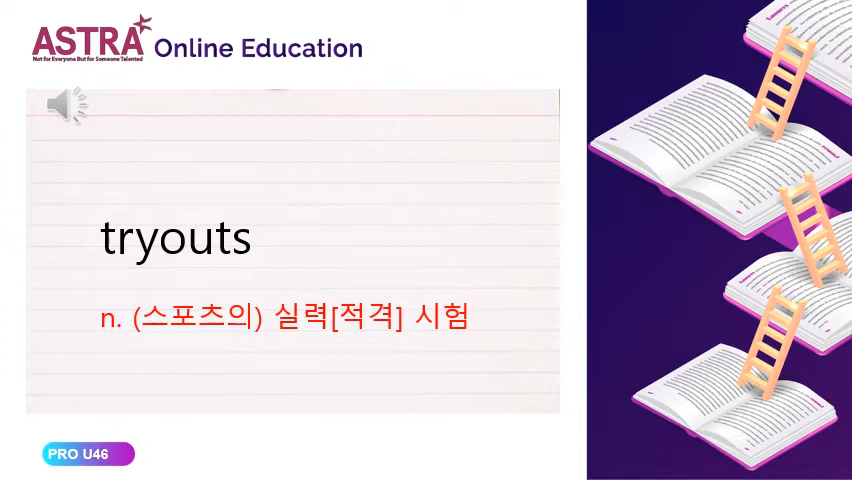 ASTRA
Not for Everyone But for Someone Talented
Online Education
tryouts
n. (스포츠의) 실력[적격] 시험
PRO U46